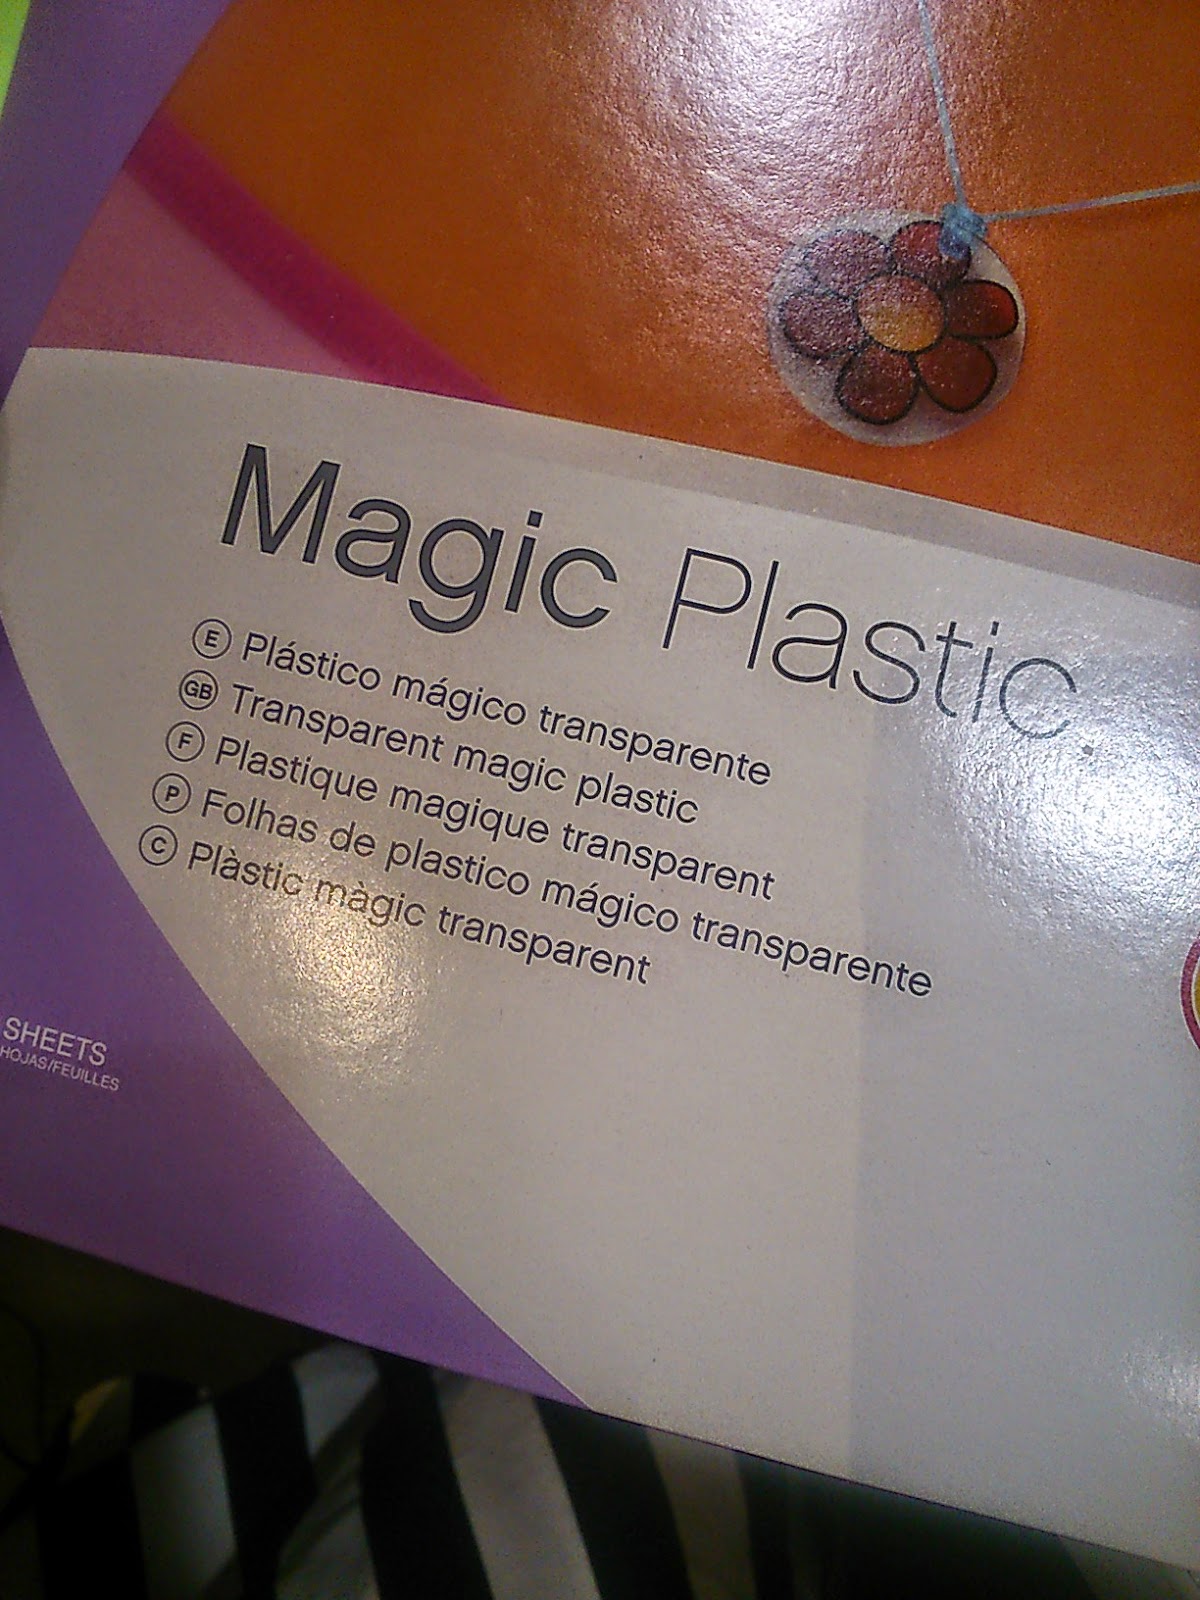 Magic Plastic
E Plástico mágico transparente
GB Transparent magic plastic
F Plastique magique transparent
P Folhas de plastico mágico transparente
C Plàstic màgic transparent
SHEETS
HOJAS/FEUILLES